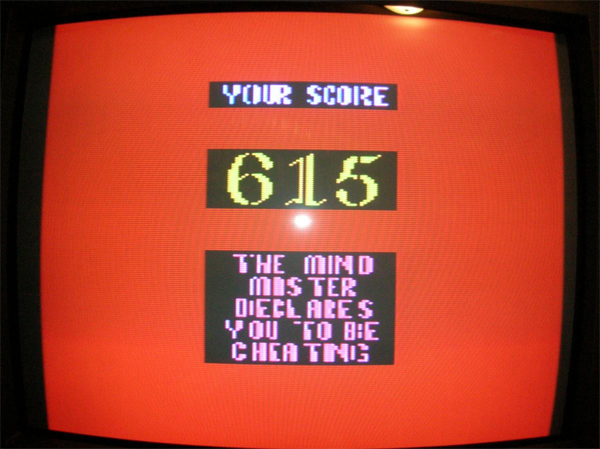 YOUR SCORE
615
THE MIND
MASTER
DECLARES
YOU TO BE
CHEATING